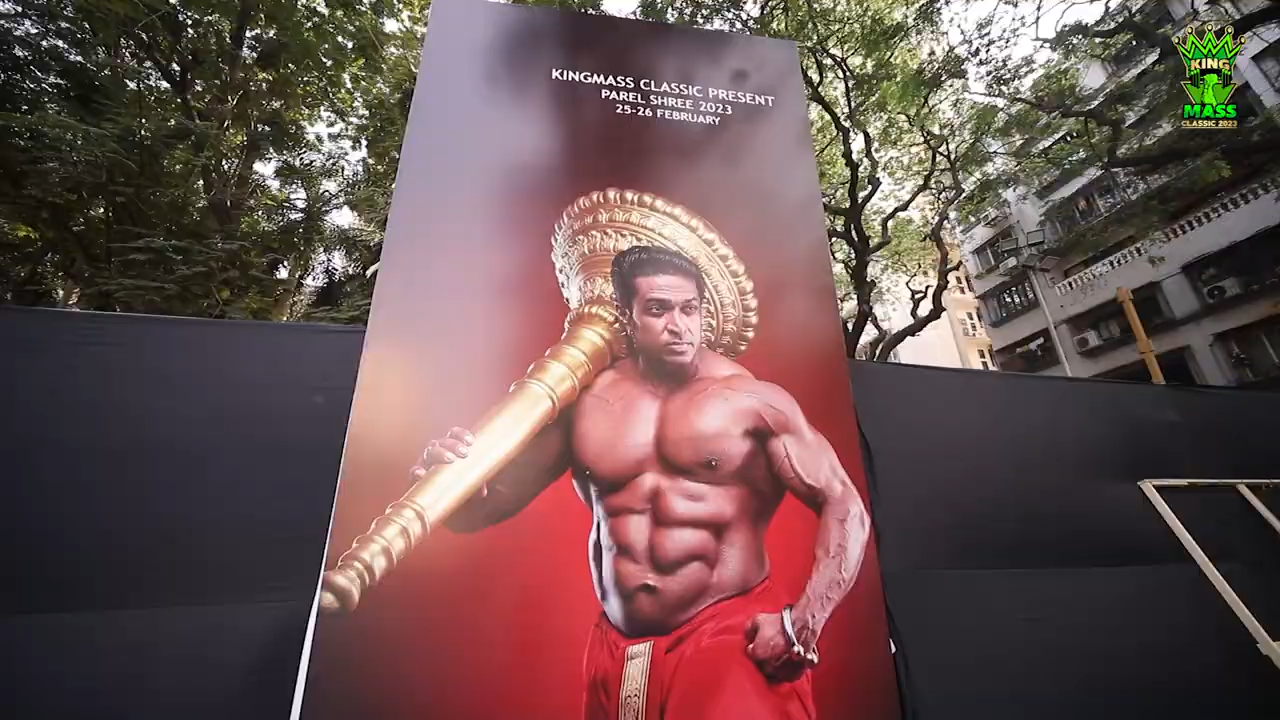 KINGMASS CLASSIC PRESENT
PAREL SHREE 2023
25-26 FEBRUARY
KING
MASS
CLASSIC 2023